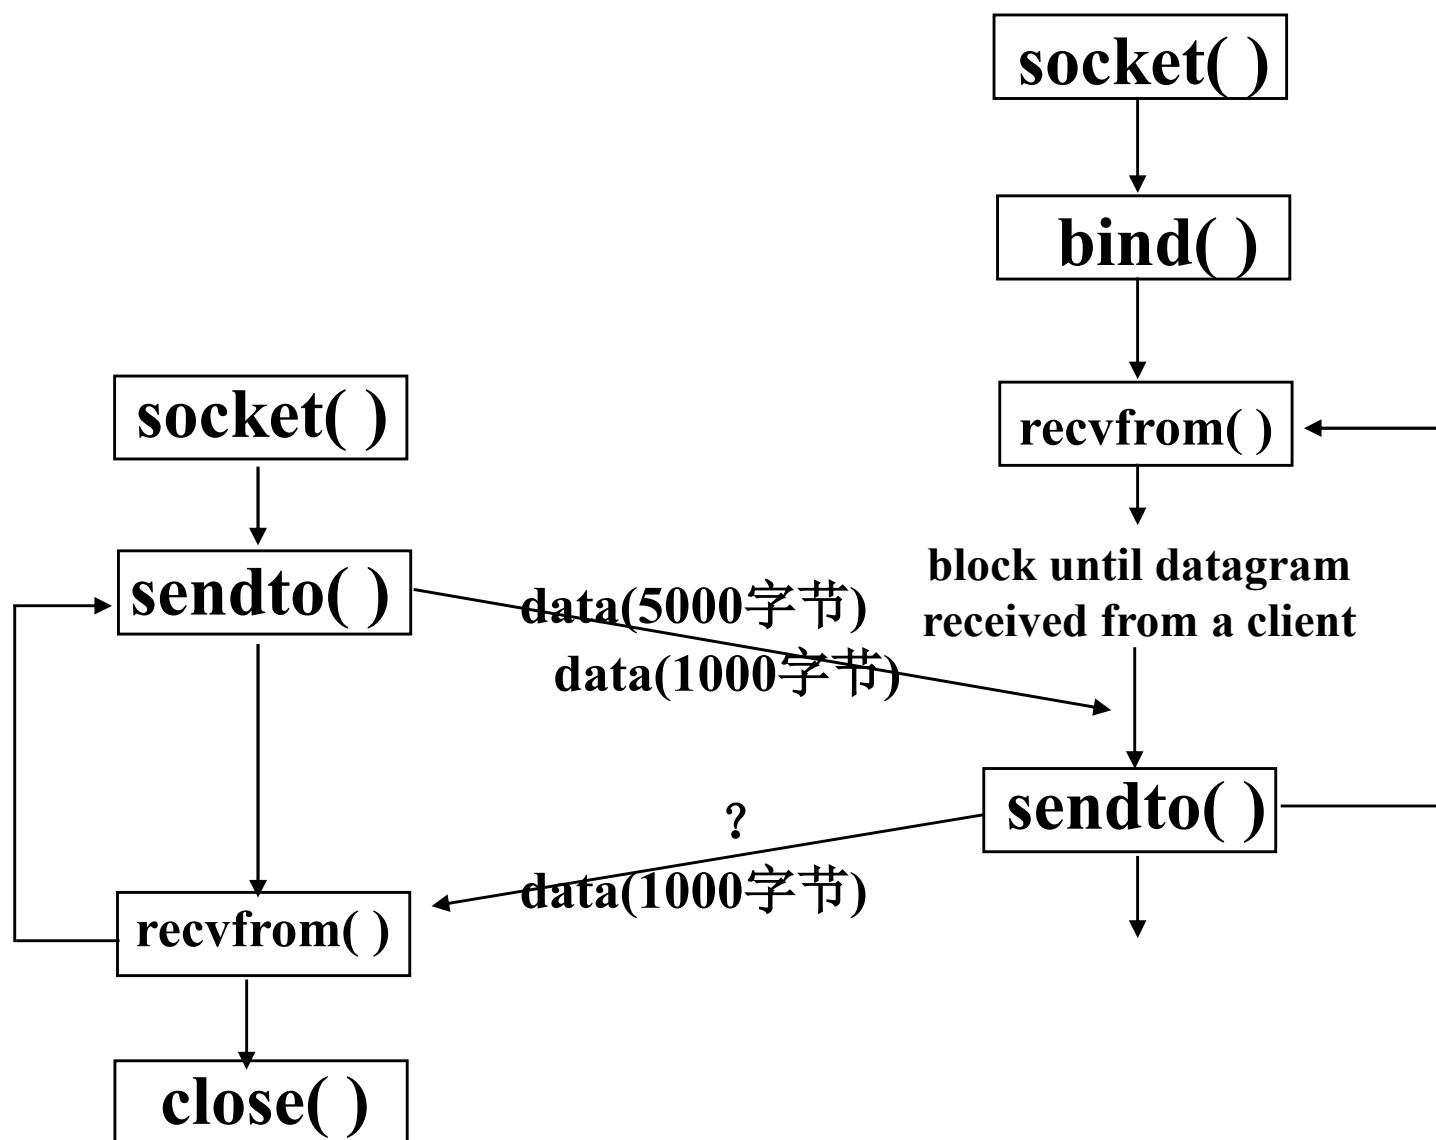 socket( )
bind( )
socket( )
recvfrom( )
sendto( )
block until datagram
received from a client
data(5000字节)
data(1000字节)
sendto( )
?
data(1000字节)
recvfrom( )
close( )